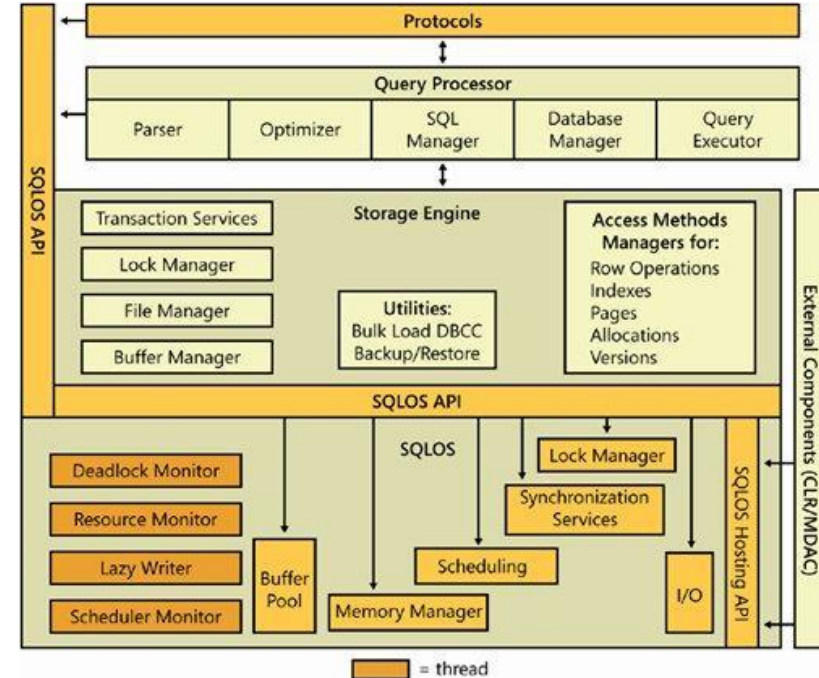 Protocols
Query Processor
Parser
Optimizer
SQL
Manager
Database
Manager
Query
Executor
SQLOS API
Storage Engine
Transaction Services
Lock Manager
File Manager
Buffer Manager
Utilities:
Bulk Load DBCC
Backup/Restore
Access Methods
Managers for:
Row Operations
Indexes
Pages
Allocations
Versions
External Components (CLR/MDAC)
SQLOS API
SQLOS
Deadlock Monitor
Resource Monitor
Lazy Writer
Scheduler Monitor
Buffer
Pool
Memory Manager
Scheduling
Synchronization
Services
Lock Manager
I/O
SQLOS Hosting API
= thread